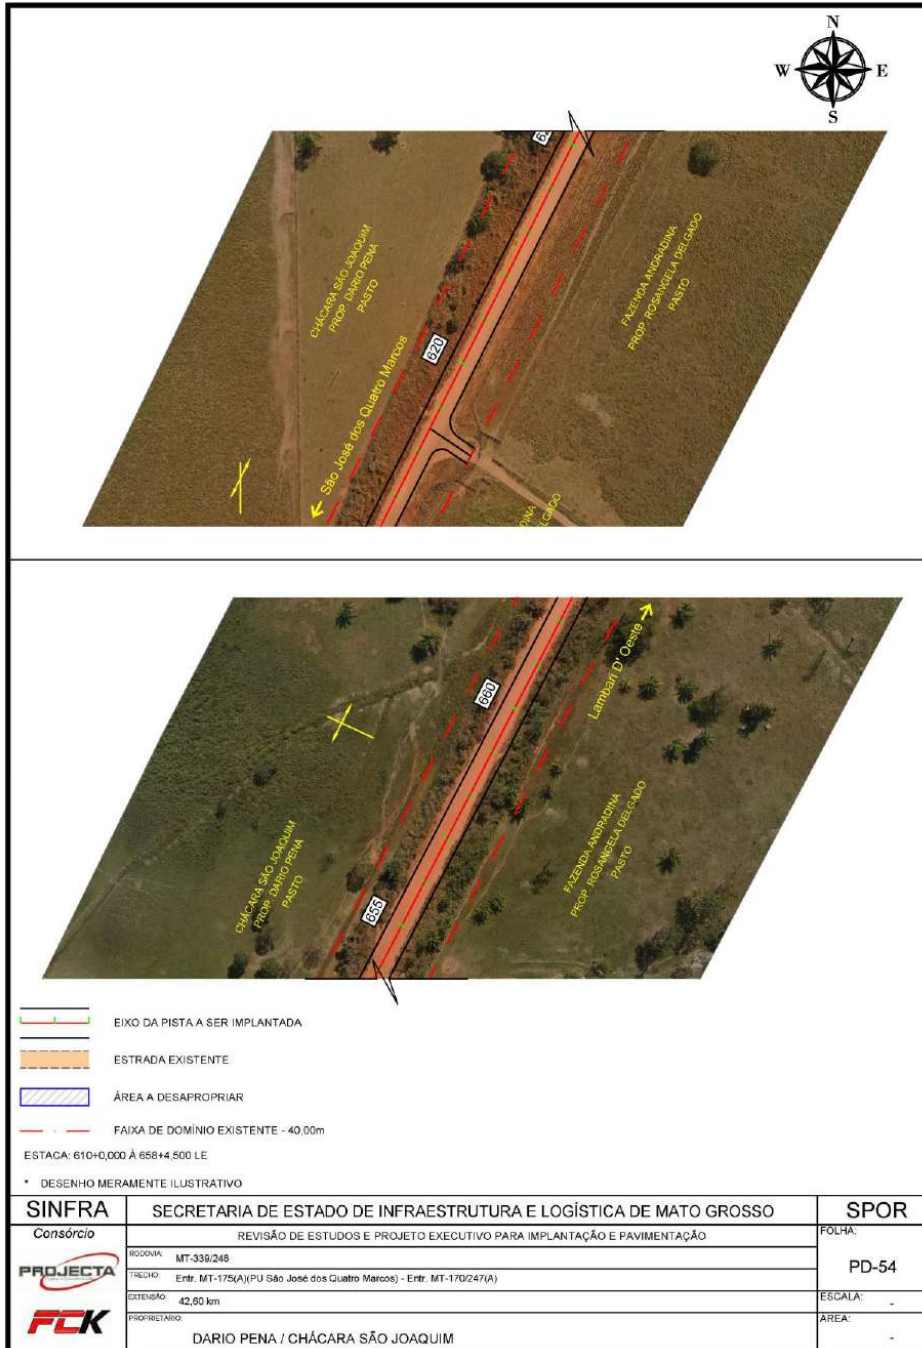 N
W E
S
CHÁCARA SÃO JOAQUIM
PROP. DARIO PENA
PASTO
FAZENDA ANDRADINA
PROP. ROSANGELA DELGADO
PASTO
620
São José dos Quatro Marcos
660
Lambari D' Oeste
CHÁCARA SÃO JOAQUIM
PROP. DARIO PENA
PASTO
FAZENDA ANDRADINA
PROP. ROSANGELA DELGADO
PASTO
655
EIXO DA PISTA A SER IMPLANTADA
ESTRADA EXISTENTE
ÁREA A DESAPROPRIAR
FAIXA DE DOMÍNIO EXISTENTE - 40,00m
ESTACA: 610+0,000 À 658+4,500 LE
* DESENHO MERAMENTE ILUSTRATIVO
SINFRA
SECRETARIA DE ESTADO DE INFRAESTRUTURA E LOGÍSTICA DE MATO GROSSO
SPOR
Consórcio
PROJECTA
FCK
REVISÃO DE ESTUDOS E PROJETO EXECUTIVO PARA IMPLANTAÇÃO E PAVIMENTAÇÃO
RODOVIA: MT-339/248
TRECHO: Entr. MT-175(A)(PU São José dos Quatro Marcos) - Entr. MT-170/247(A)
EXTENSÃO: 42,60 km
PROPRIETÁRIO:
DARIO PENA / CHÁCARA SÃO JOAQUIM
FOLHA:
PD-54
ESCALA: -
ÁREA:
-